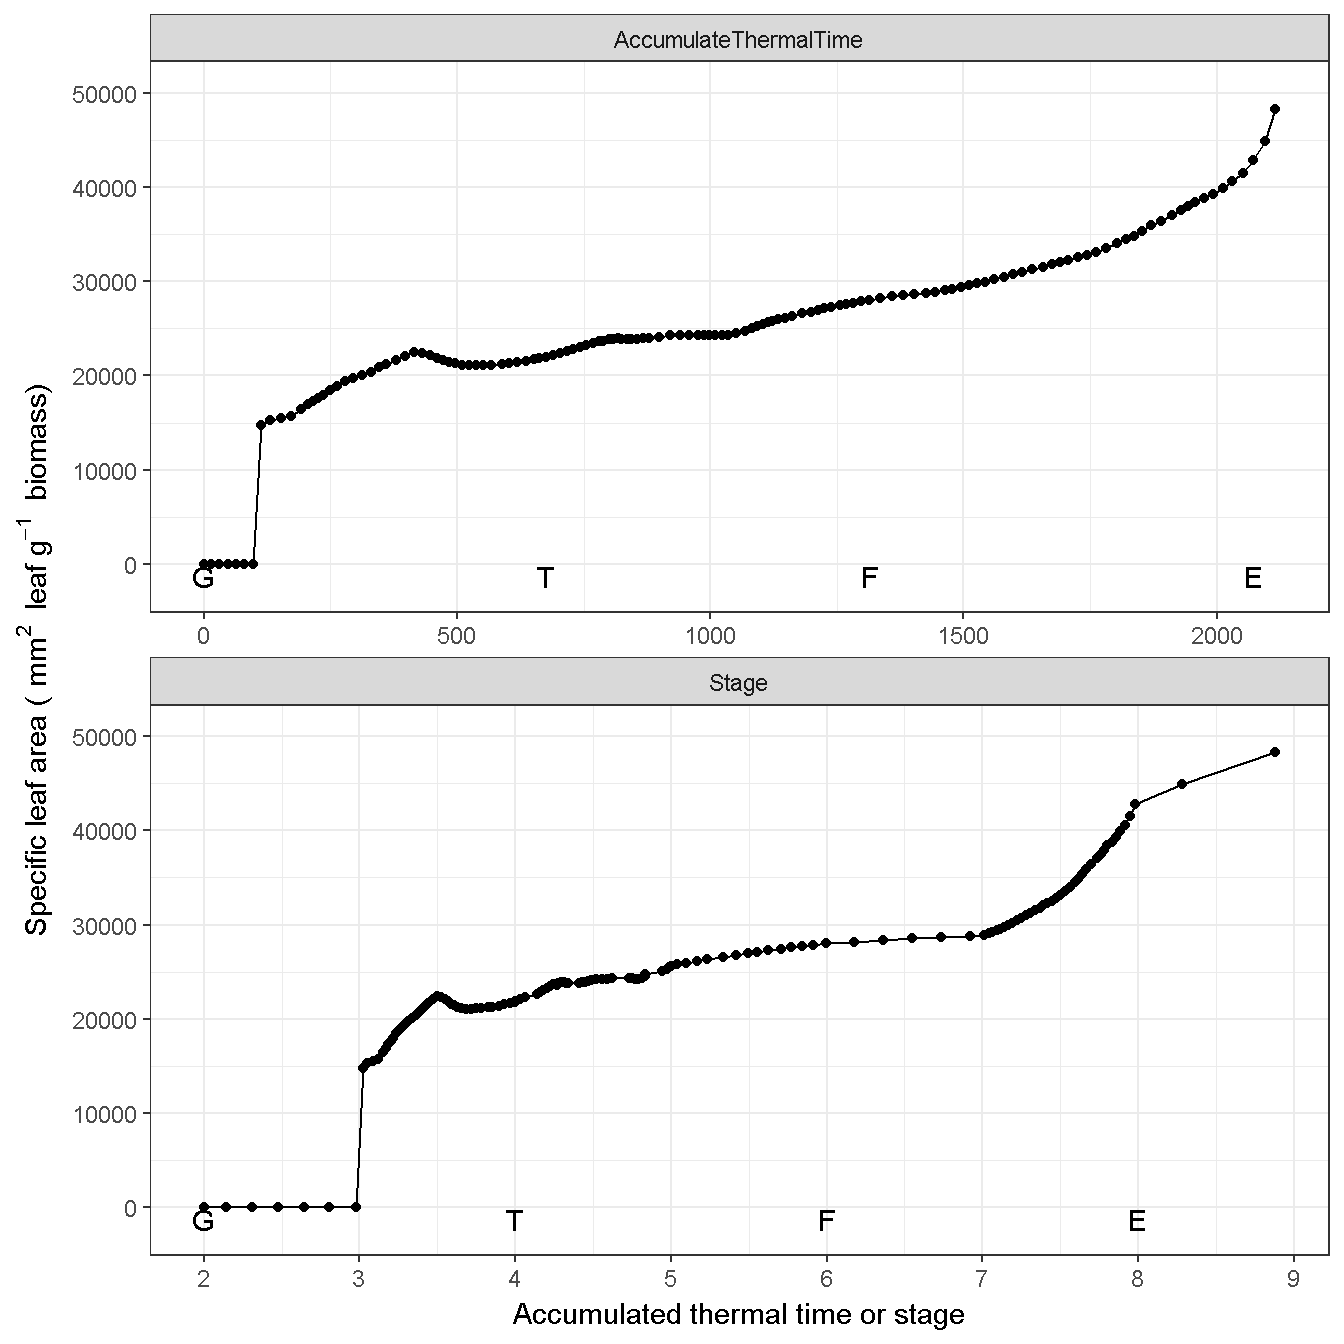 AccumulateThermalTime
50000
40000
30000
20000
10000
0
G T F E
0 500 1000 1500 2000
Specific leaf area ( mm² leaf g⁻¹ biomass)
Stage
50000
40000
30000
20000
10000
0
G T F E
2 3 4 5 6 7 8 9
Accumulated thermal time or stage